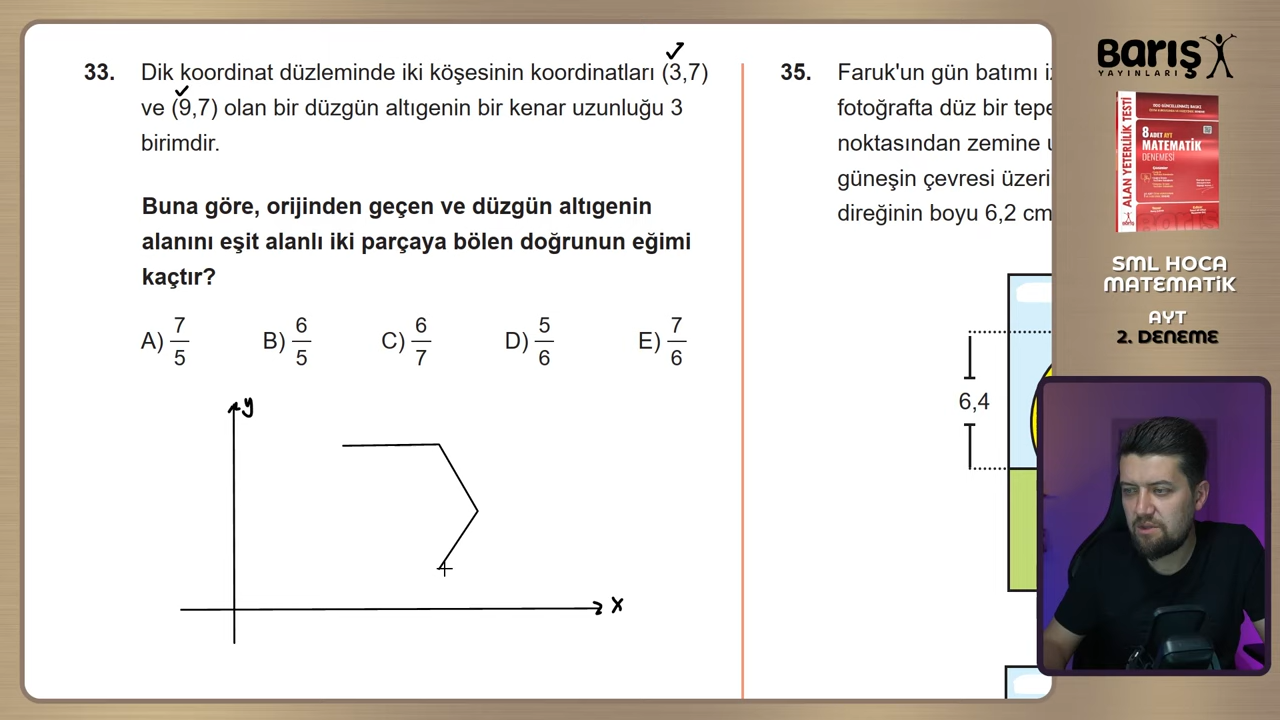 33. Dik koordinat düzleminde iki köşesinin koordinatları (3,7)
ve (9,7) olan bir düzgün altıgenin bir kenar uzunluğu 3
birimdir.
Buna göre, orijinden geçen ve düzgün altıgenin
alanını eşit alanlı iki parçaya bölen doğrunun eğimi
kaçtır?
A) 7/5 B) 6/5 C) 6/7 D) 5/6 E) 7/6
y
x
35. Faruk'un gün batımı
fotoğrafta düz bir tepe
noktasından zemine
güneşin çevresi üzeri
direğinin boyu 6,2 cm
6,4
BARIŞ
YAYINLARI
ALAN YETERLİLİK TESTİ
8 ADET AYT
MATEMATİK
DENEMESİ
SML HOCA
MATEMATİK
AYT
2. DENEME